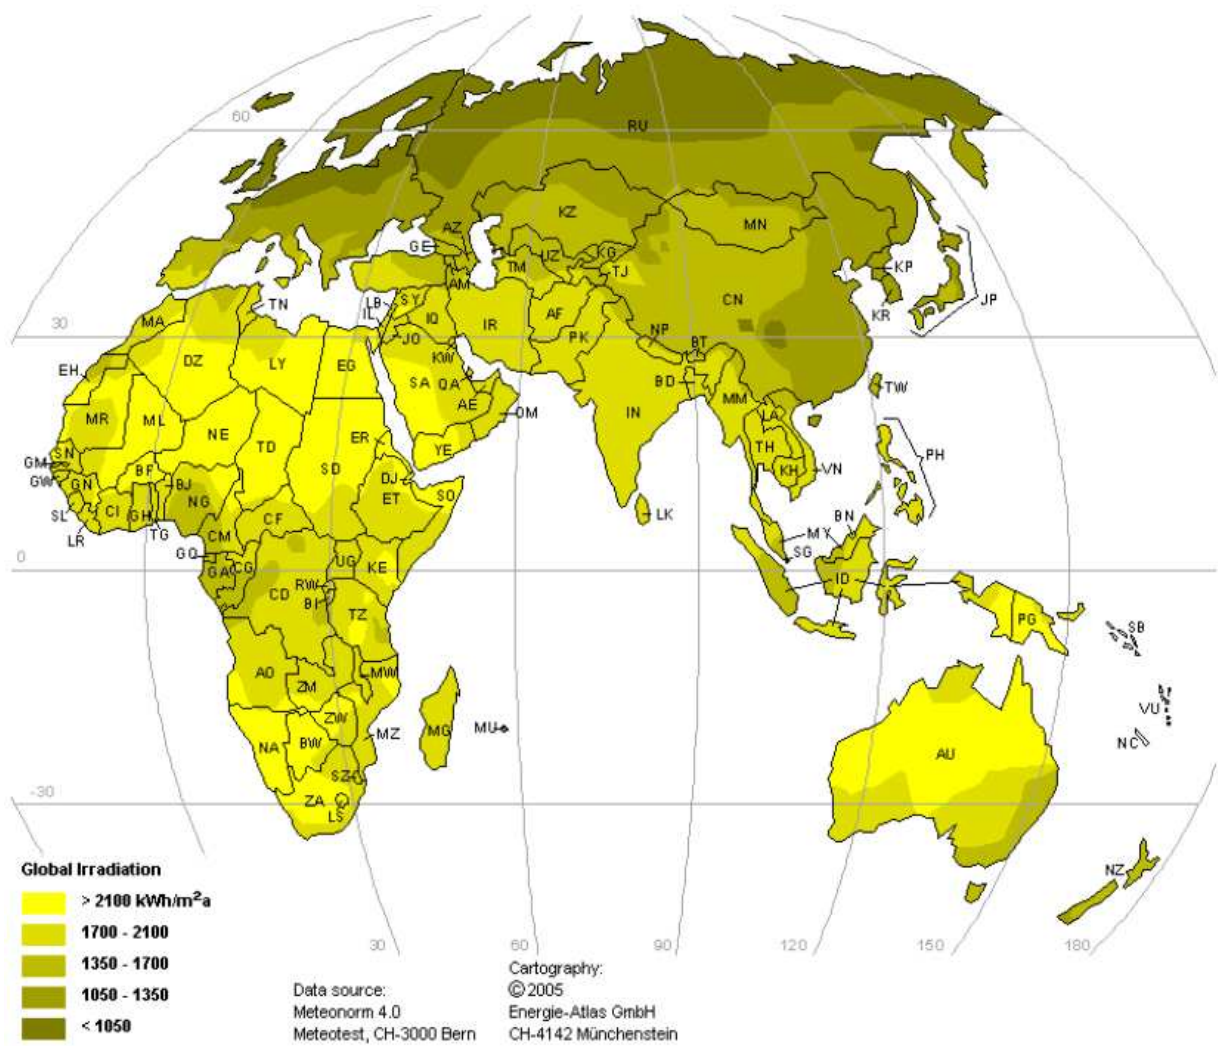 60
RU
AZ
KZ
MN
GE
UZ
KG
TM
TJ
AM
KP
CN
JP
KR
TN
LB
SY
IL
MA
IQ
IR
AF
30
JO
PK
NP
BT
DZ
LY
EG
KW
EH
SA
QA
BD
TW
AE
IN
MM
MR
ML
OM
LA
NE
TD
ER
YE
TH
PH
SN
SD
GM
BF
KH
VN
GW
GN
BJ
DJ
NG
ET
SO
SL
CI
GH
CF
LK
BN
LR
TG
CM
MY
SG
GQ
0
GA
CG
UG
KE
RW
ID
CD
BI
TZ
PG
SB
AO
MW
ZM
VU
ZW
MG
MU
MZ
NC
NA
BW
AU
SZ
-30
ZA
LS
NZ
Global Irradiation
> 2100 kWh/m²a
1700 - 2100
1350 - 1700
1050 - 1350
< 1050
30
60
90
120
150
180
Data source:
Meteonorm 4.0
Meteotest, CH-3000 Bern
Cartography:
© 2005
Energie-Atlas GmbH
CH-4142 Münchenstein